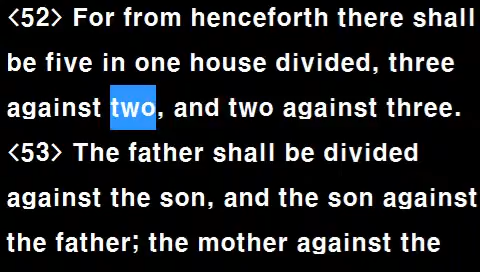 <52> For from henceforth there shall
be five in one house divided, three
against two, and two against three.
<53> The father shall be divided
against the son, and the son against
the father; the mother against the